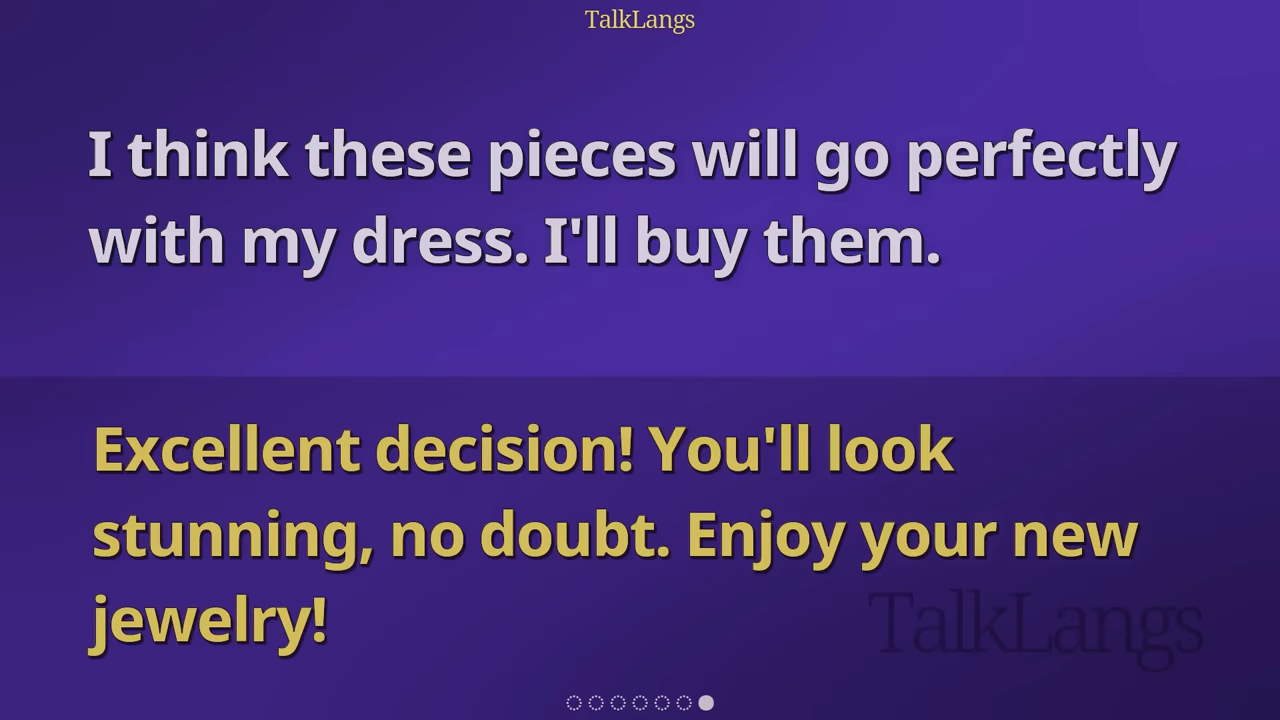 TalkLangs
I think these pieces will go perfectly
with my dress. I'll buy them.
Excellent decision! You'll look
stunning, no doubt. Enjoy your new
jewelry!
TalkLangs